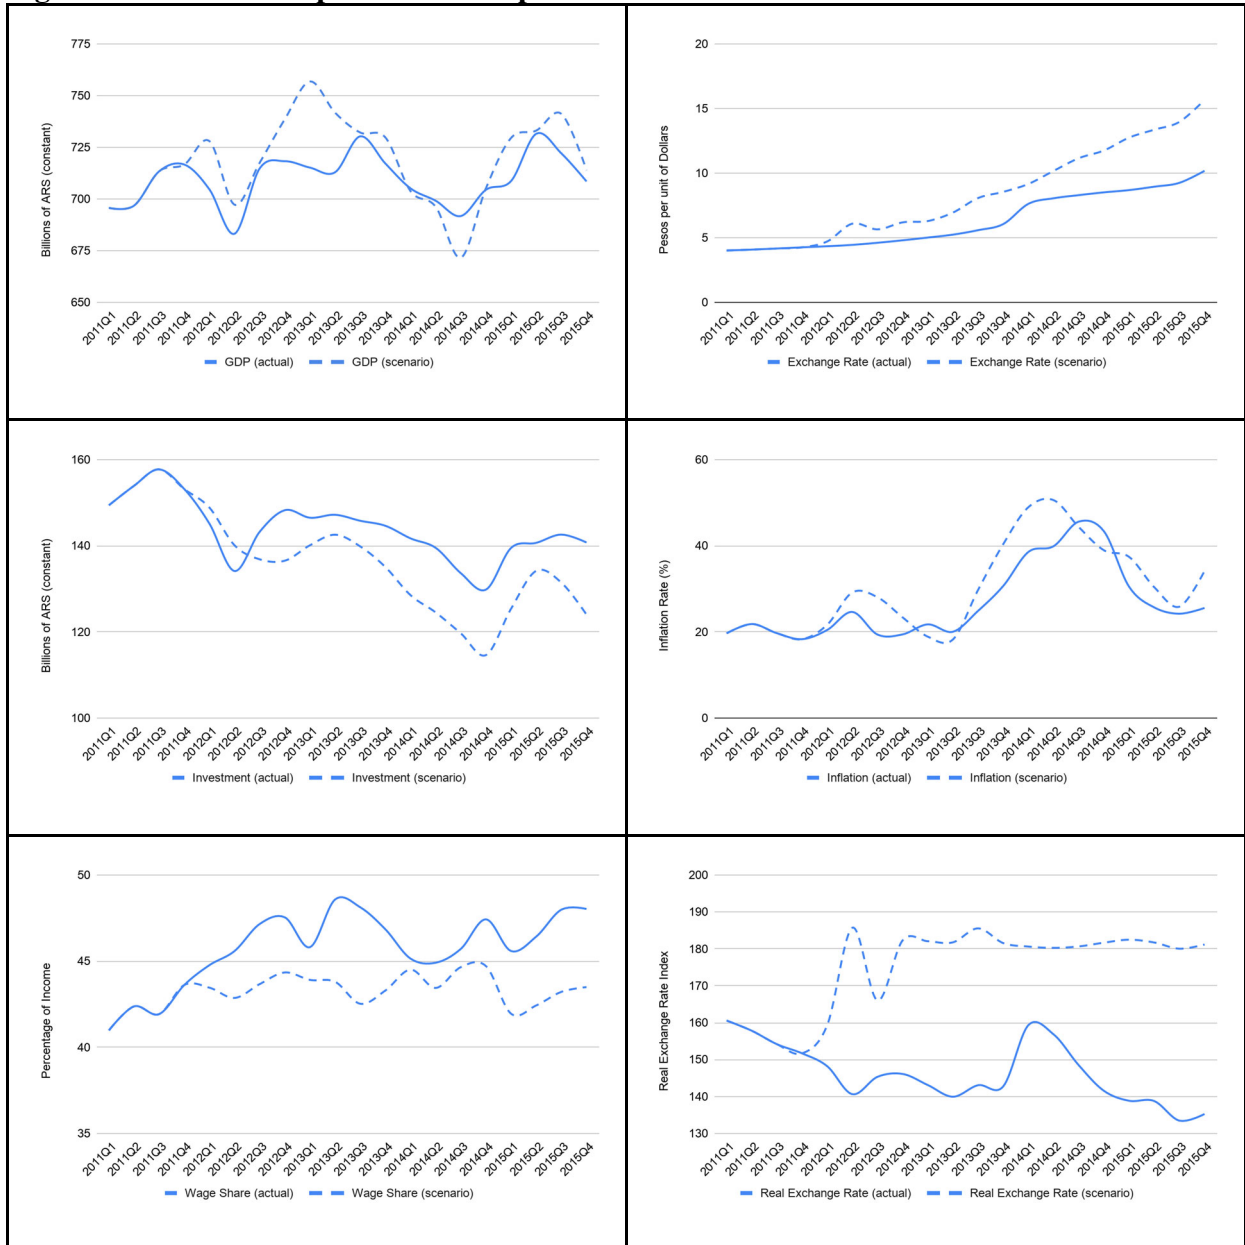 775
750
725
700
675
650
Billions of ARS (constant)
2011Q1 2011Q2 2011Q3 2011Q4 2012Q1 2012Q2 2012Q3 2012Q4 2013Q1 2013Q2 2013Q3 2013Q4 2014Q1 2014Q2 2014Q3 2014Q4 2015Q1 2015Q2 2015Q3 2015Q4
GDP (actual) GDP (scenario)
20
15
10
5
0
Pesos per unit of Dollars
2011Q1 2011Q2 2011Q3 2011Q4 2012Q1 2012Q2 2012Q3 2012Q4 2013Q1 2013Q2 2013Q3 2013Q4 2014Q1 2014Q2 2014Q3 2014Q4 2015Q1 2015Q2 2015Q3 2015Q4
Exchange Rate (actual) Exchange Rate (scenario)
160
140
120
100
Billions of ARS (constant)
2011Q1 2011Q2 2011Q3 2011Q4 2012Q1 2012Q2 2012Q3 2012Q4 2013Q1 2013Q2 2013Q3 2013Q4 2014Q1 2014Q2 2014Q3 2014Q4 2015Q1 2015Q2 2015Q3 2015Q4
Investment (actual) Investment (scenario)
60
40
20
0
Inflation Rate (%)
2011Q1 2011Q2 2011Q3 2011Q4 2012Q1 2012Q2 2012Q3 2012Q4 2013Q1 2013Q2 2013Q3 2013Q4 2014Q1 2014Q2 2014Q3 2014Q4 2015Q1 2015Q2 2015Q3 2015Q4
Inflation (actual) Inflation (scenario)
50
45
40
35
Percentage of Income
2011Q1 2011Q2 2011Q3 2011Q4 2012Q1 2012Q2 2012Q3 2012Q4 2013Q1 2013Q2 2013Q3 2013Q4 2014Q1 2014Q2 2014Q3 2014Q4 2015Q1 2015Q2 2015Q3 2015Q4
Wage Share (actual) Wage Share (scenario)
200
190
180
170
160
150
140
130
Real Exchange Rate Index
2011Q1 2011Q2 2011Q3 2011Q4 2012Q1 2012Q2 2012Q3 2012Q4 2013Q1 2013Q2 2013Q3 2013Q4 2014Q1 2014Q2 2014Q3 2014Q4 2015Q1 2015Q2 2015Q3 2015Q4
Real Exchange Rate (actual) Real Exchange Rate (scenario)